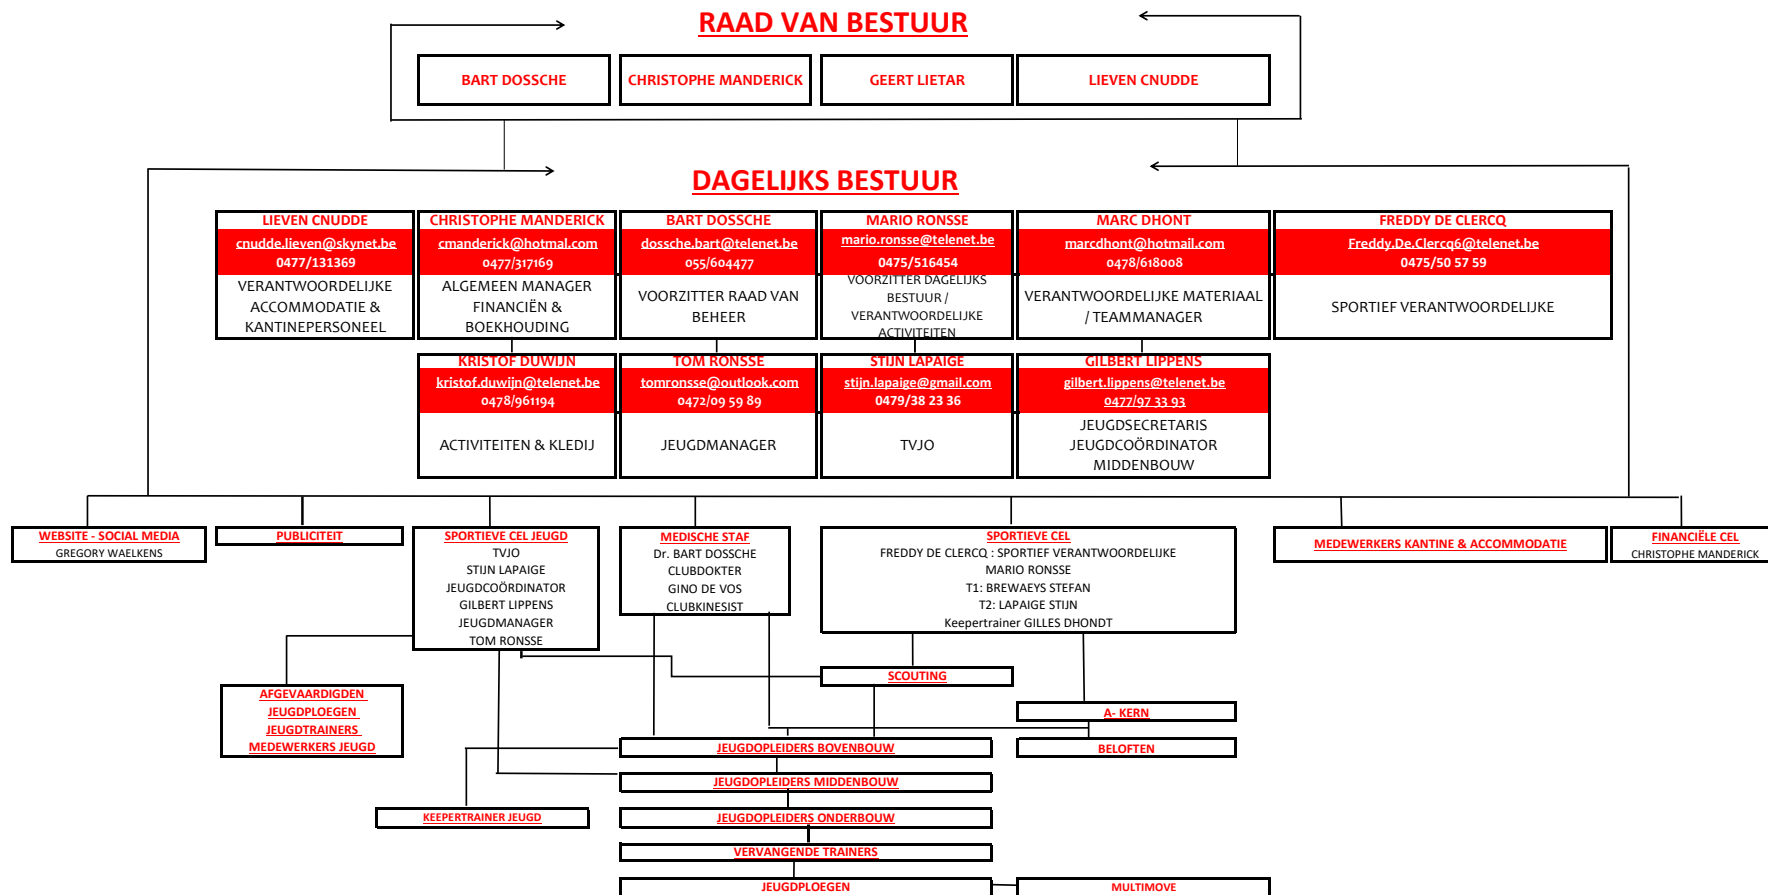 RAAD VAN BESTUUR
BART DOSSCHE
CHRISTOPHE MANDERICK
GEERT LIETAR
LIEVEN CNUDDE
DAGELIJKS BESTUUR
LIEVEN CNUDDE
cnudde.lieven@skynet.be
0477/131369
VERANTWOORDELIJKE
ACCOMMODATIE &
KANTINEPERSONEEL
CHRISTOPHE MANDERICK
cmanderick@hotmal.com
0477/317169
ALGEMEEN MANAGER
FINANCIËN &
BOEKHOUDING
BART DOSSCHE
dossche.bart@telenet.be
055/604477
VOORZITTER RAAD VAN
BEHEER
MARIO RONSSE
mario.ronsse@telenet.be
0475/516454
VOORZITTER DAGELIJKS
BESTUUR /
VERANTWOORDELIJKE
ACTIVITEITEN
MARC DHONT
marcdhont@hotmail.com
0478/618008
VERANTWOORDELIJKE MATERIAAL
/ TEAMMANAGER
FREDDY DE CLERCQ
Freddy.De.Clercq6@telenet.be
0475/50 57 59
SPORTIEF VERANTWOORDELIJKE
KRISTOF DUWIJN
kristof.duwijn@telenet.be
0478/961194
ACTIVITEITEN & KLEDIJ
TOM RONSSE
tomronsse@outlook.com
0472/09 59 89
JEUGDMANAGER
STIJN LAPAIGE
stijn.lapaige@gmail.com
0479/38 23 36
TVJO
GILBERT LIPPENS
gilbert.lippens@telenet.be
0477/97 33 93
JEUGDSECRETARIS
JEUGDCOÖRDINATOR
MIDDENBOUW
WEBSITE - SOCIAL MEDIA
GREGORY WAELKENS
PUBLICITEIT
SPORTIEVE CEL JEUGD
TVJO
STIJN LAPAIGE
JEUGDCOÖRDINATOR
GILBERT LIPPENS
JEUGDMANAGER
TOM RONSSE
MEDISCHE STAF
Dr. BART DOSSCHE
CLUBDOKTER
GINO DE VOS
CLUBKINESIST
SPORTIEVE CEL
FREDDY DE CLERCQ : SPORTIEF VERANTWOORDELIJKE
MARIO RONSSE
T1: BREWAEYS STEFAN
T2: LAPAIGE STIJN
Keepertrainer GILLES DHONDT
MEDEWERKERS KANTINE & ACCOMMODATIE
FINANCIËLE CEL
CHRISTOPHE MANDERICK
SCOUTING
AFGEVAARDIGDEN
JEUGDPLOEGEN
JEUGDTRAINERS
MEDEWERKERS JEUGD
A- KERN
JEUGDOPLEIDERS BOVENBOUW
BELOFTEN
JEUGDOPLEIDERS MIDDENBOUW
KEEPERTRAINER JEUGD
JEUGDOPLEIDERS ONDERBOUW
VERVANGENDE TRAINERS
JEUGDPLOEGEN
MULTIMOVE